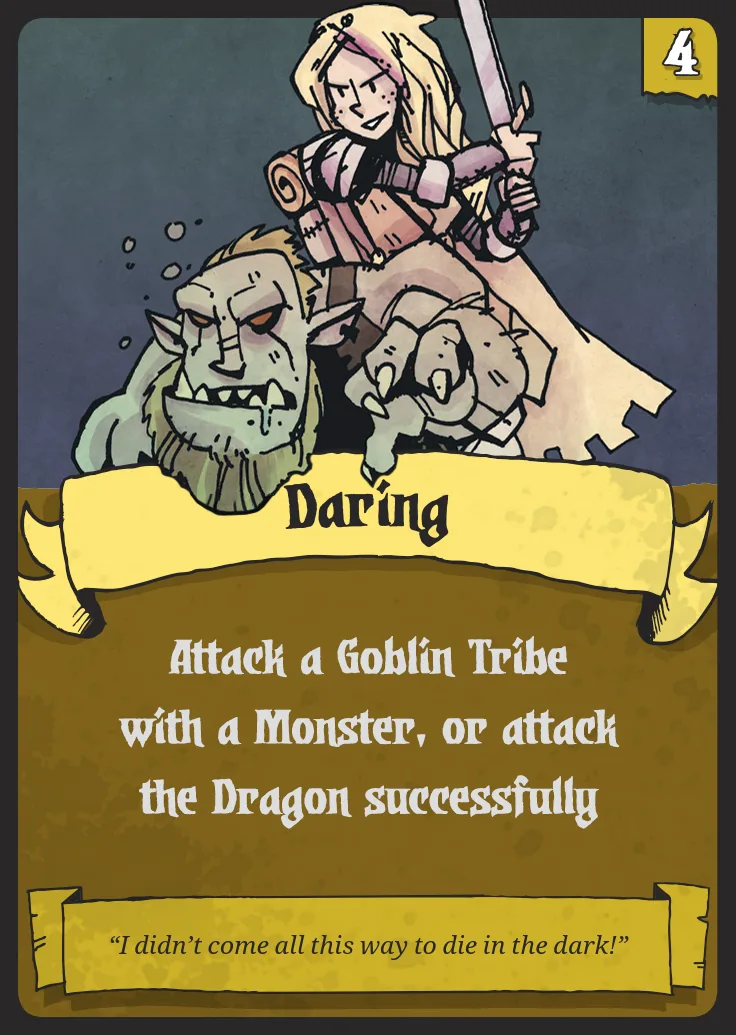 4
Daring
Attack a Goblin Tribe
with a Monster, or attack
the Dragon successfully
“I didn’t come all this way to die in the dark!”